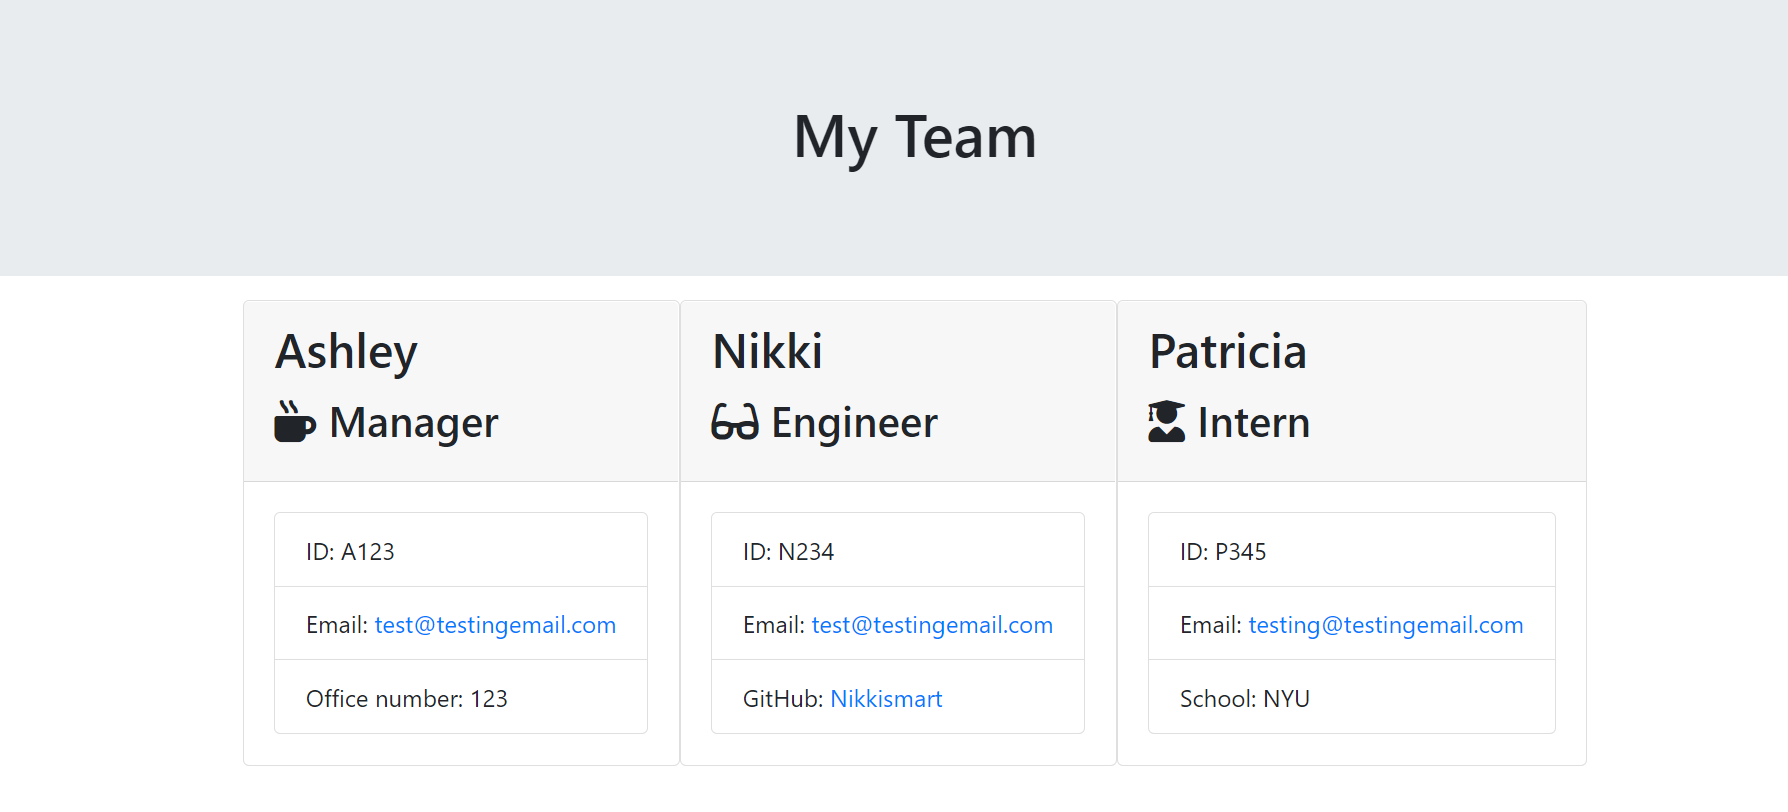 My Team
Ashley
Manager
ID: A123
Email: test@testingemail.com
Office number: 123
Nikki
Engineer
ID: N234
Email: test@testingemail.com
GitHub: Nikkismart
Patricia
Intern
ID: P345
Email: testing@testingemail.com
School: NYU